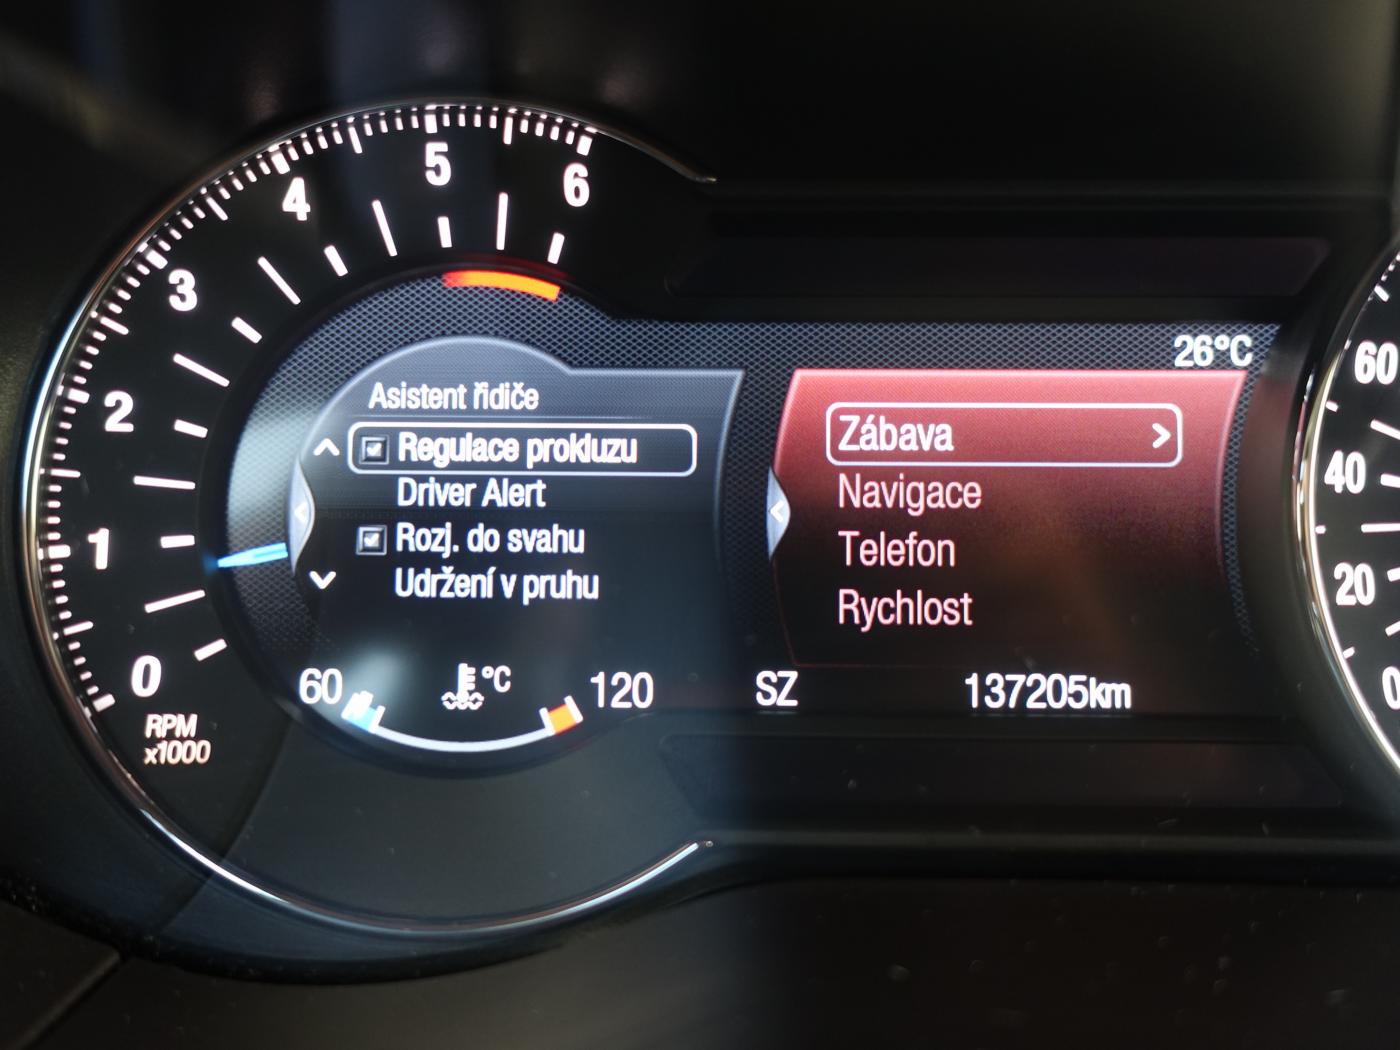 0
1
2
3
4
5
6
RPM
x1000
Asistent řidiče
Regulace prokluzu
Driver Alert
Rozj. do svahu
Udržení v pruhu
60
°C
120
26°C
Zábava
Navigace
Telefon
Rychlost
SZ
137205km
60
40
20
0